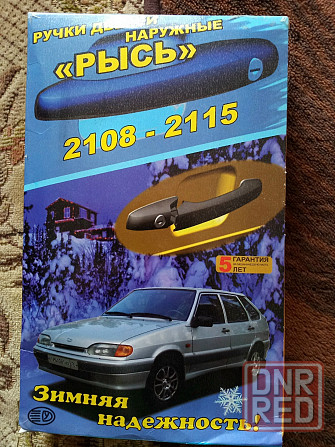 РУЧКИ ДВЕРЕЙ
НАРУЖНЫЕ
«РЫСЬ»
2108 - 2115
5 ГАРАНТИЯ
ЛЕТ
Зимняя
надежность!
DNR
RED